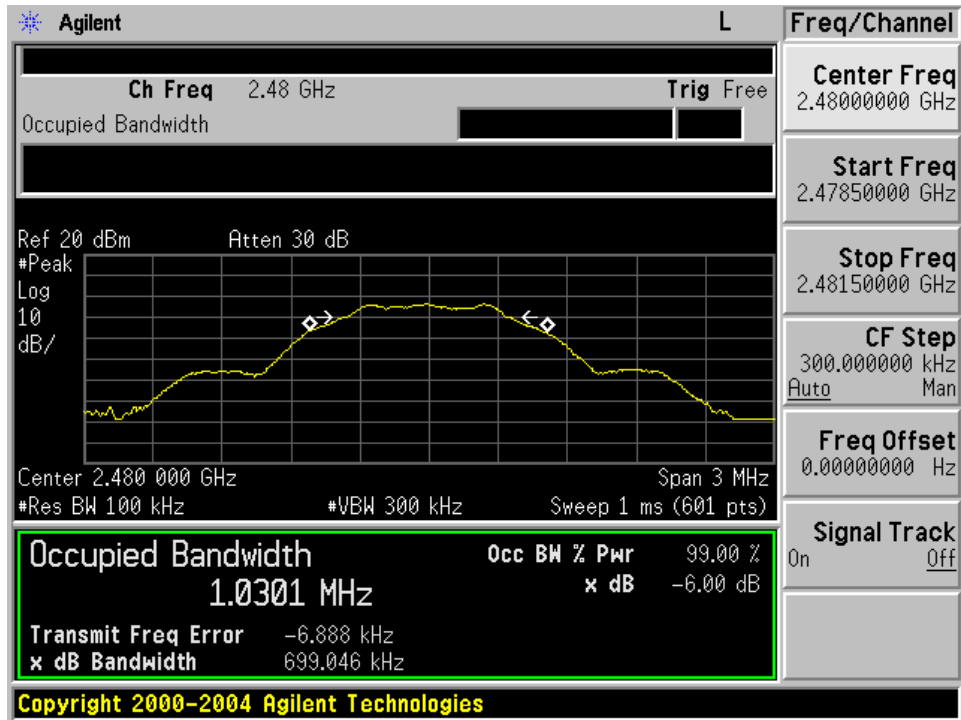 Agilent L Freq/Channel
Ch Freq 2.48 GHz Trig Free
Occupied Bandwidth
Center Freq
2.48000000 GHz
Start Freq
2.47850000 GHz
Stop Freq
2.48150000 GHz
CF Step
300.000000 kHz
Auto Man
Freq Offset
0.00000000 Hz
Signal Track
On Off
Ref 20 dBm Atten 30 dB
#Peak
Log
10
dB/
Center 2.480 000 GHz Span 3 MHz
#Res BW 100 kHz #VBW 300 kHz Sweep 1 ms (601 pts)
Occupied Bandwidth
1.0301 MHz
Occ BW % Pwr 99.00 %
x dB -6.00 dB
Transmit Freq Error -6.888 kHz
x dB Bandwidth 699.046 kHz
Copyright 2000-2004 Agilent Technologies